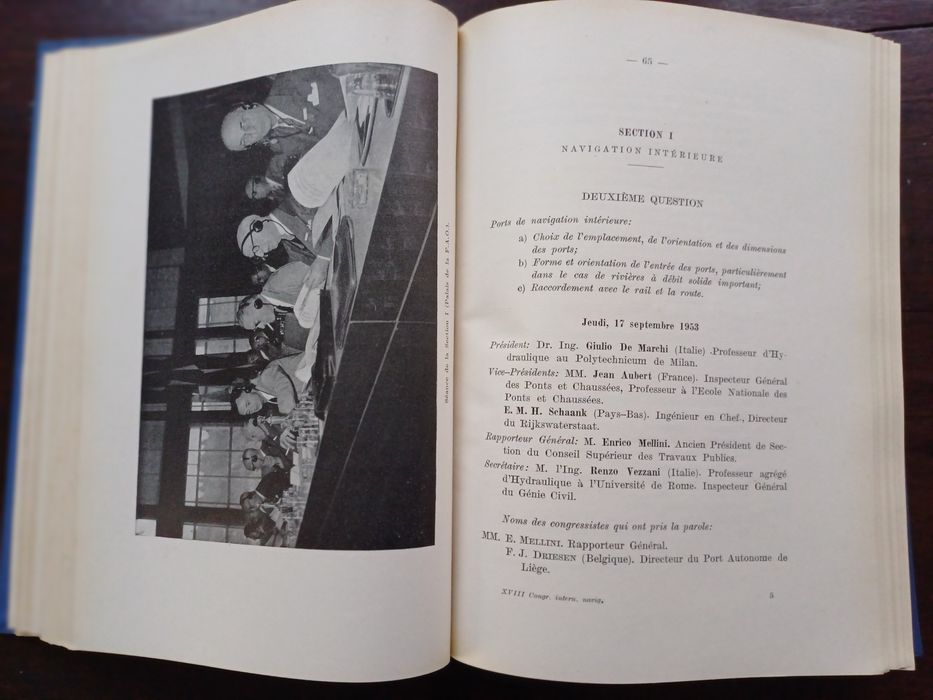 Séance de la Section I (Palais de la F.A.O.).
— 65 —
SECTION I
NAVIGATION INTÉRIEURE
DEUXIÈME QUESTION
Ports de navigation intérieure:
a) Choix de l'emplacement, de l'orientation et des dimensions
des ports;
b) Forme et orientation de l'entrée des ports, particulièrement
dans le cas de rivières à débit solide important;
c) Raccordement avec le rail et la route.
Jeudi, 17 septembre 1953
Président: Dr. Ing. Giulio De Marchi (Italie) .Professeur d'Hy-
draulique au Polytechnicum de Milan.
Vice-Présidents: MM. Jean Aubert (France). Inspecteur Général
des Ponts et Chaussées, Professeur à l'Ecole Nationale des
Ponts et Chaussées.
E. M. H. Schaank (Pays-Bas). Ingénieur en Chef., Directeur
du Rijkswaterstaat.
Rapporteur Général: M. Enrico Mellini. Ancien Président de Sec-
tion du Conseil Supérieur des Travaux Publics.
Secrétaire: M. l'Ing. Renzo Vezzani (Italie). Professeur agrégé
d'Hydraulique à l'Université de Rome. Inspecteur Général
du Génie Civil.
Noms des congressistes qui ont pris la parole:
MM. E. MELLINI. Rapporteur Général.
F. J. DRIESEN (Belgique). Directeur du Port Autonome de
Liège.
XVIII Congr. intern. navig. 5